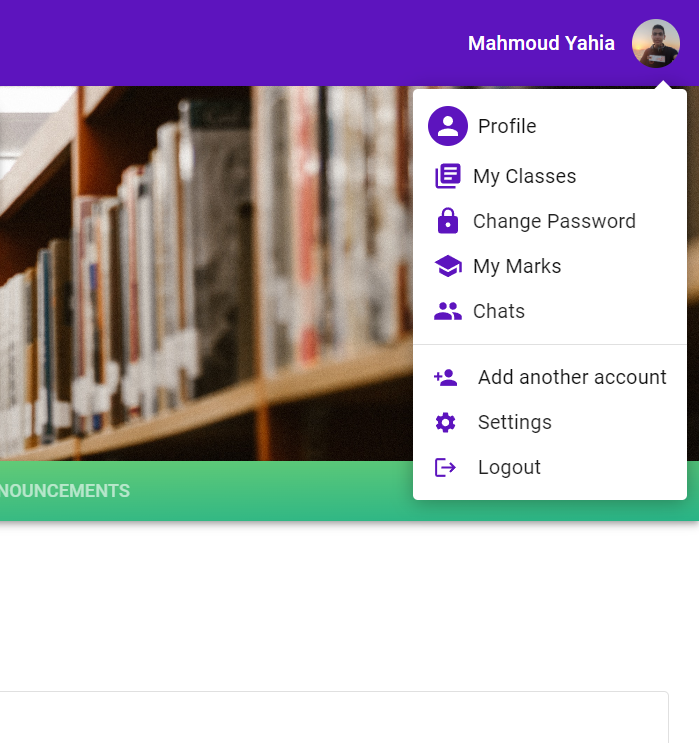 Mahmoud Yahia
Profile
My Classes
Change Password
My Marks
Chats
Add another account
Settings
Logout
NOUNCEMENTS